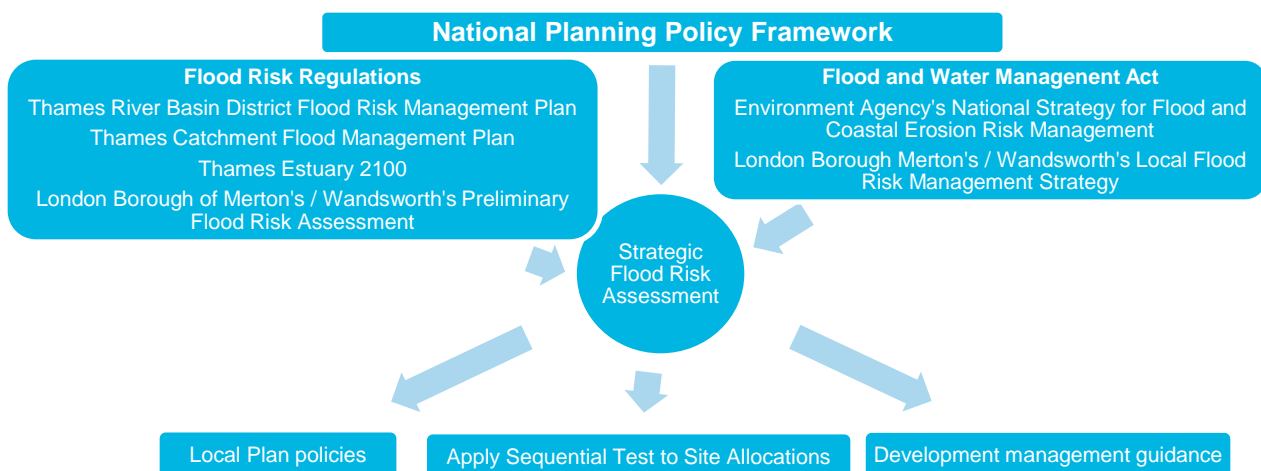 National Planning Policy Framework
Flood Risk Regulations
Thames River Basin District Flood Risk Management Plan
Thames Catchment Flood Management Plan
Thames Estuary 2100
London Borough of Merton's / Wandsworth's Preliminary
Flood Risk Assessment
Flood and Water Managenent Act
Environment Agency's National Strategy for Flood and
Coastal Erosion Risk Management
London Borough Merton's / Wandsworth's Local Flood
Risk Management Strategy
Strategic
Flood Risk
Assessment
Local Plan policies
Apply Sequential Test to Site Allocations
Development management guidance